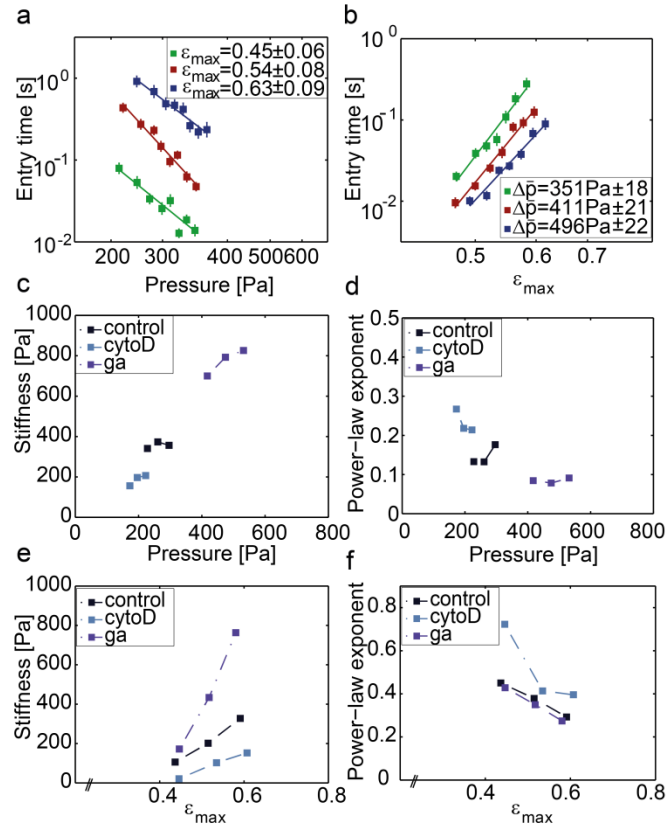 a
b
Entry time [s]
10⁰
10⁻¹
10⁻²
ε_max=0.45±0.06
ε_max=0.54±0.08
ε_max=0.63±0.09
200 300 400 500 600
Pressure [Pa]
Entry time [s]
10⁰
10⁻¹
10⁻²
Δp̄=351Pa±18
Δp̄=411Pa±21
Δp̄=496Pa±22
0.5 0.6 0.7
ε_max
c
d
Stiffness [Pa]
1000
800
600
400
200
0
control
cytoD
ga
0 200 400 600 800
Pressure [Pa]
Power-law exponent
0.5
0.4
0.3
0.2
0.1
0
control
cytoD
ga
0 200 400 600 800
Pressure [Pa]
e
f
Stiffness [Pa]
1000
800
600
400
200
0
control
cytoD
ga
//
0.4 0.6 0.8
ε_max
Power-law exponent
0.8
0.6
0.4
0.2
0
control
cytoD
ga
//
0.4 0.6 0.8
ε_max